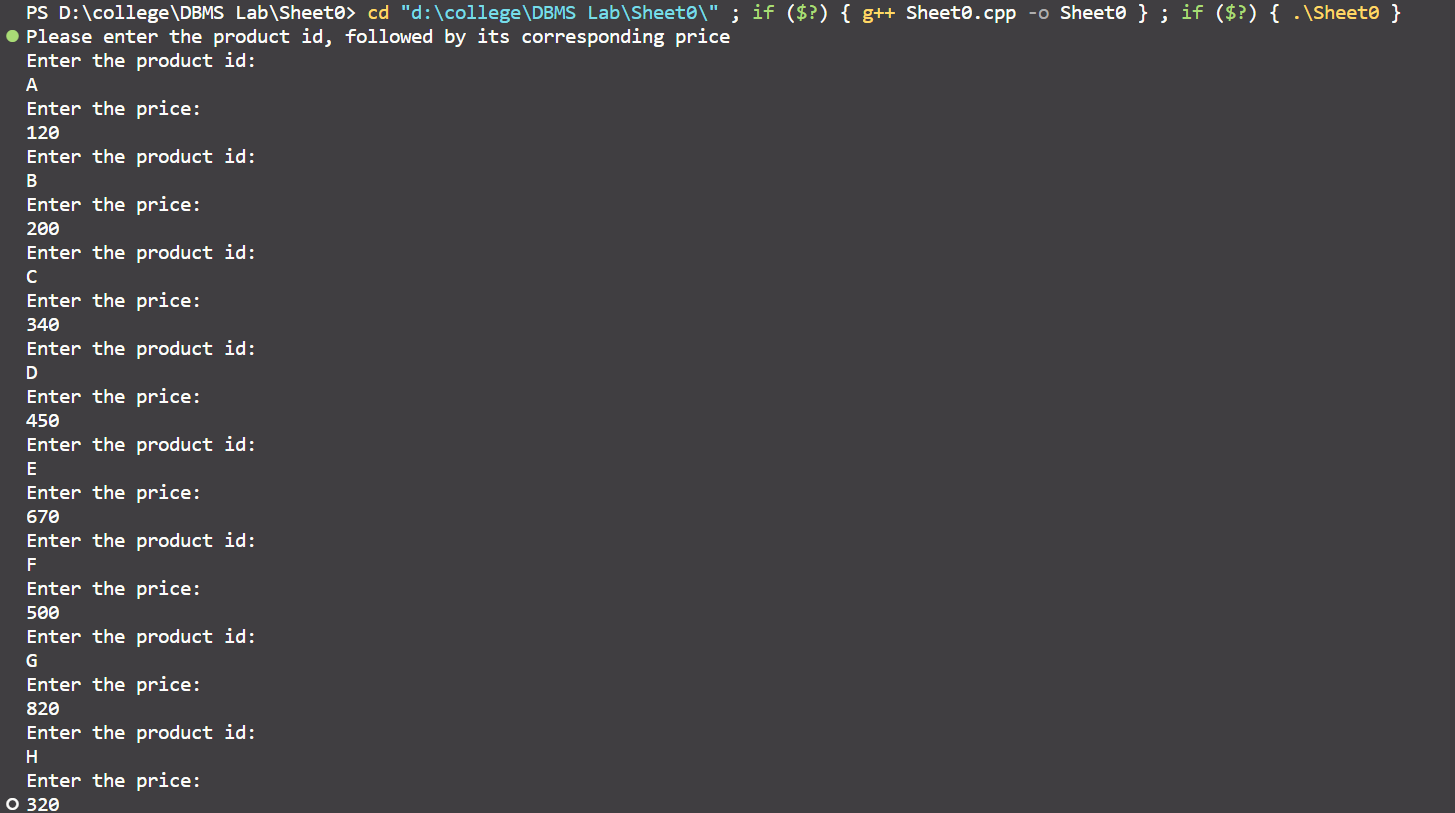 PS D:\college\DBMS Lab\Sheet0> cd "d:\college\DBMS Lab\Sheet0\" ; if ($?) { g++ Sheet0.cpp -o Sheet0 } ; if ($?) { .\Sheet0 }
Please enter the product id, followed by its corresponding price
Enter the product id:
A
Enter the price:
120
Enter the product id:
B
Enter the price:
200
Enter the product id:
C
Enter the price:
340
Enter the product id:
D
Enter the price:
450
Enter the product id:
E
Enter the price:
670
Enter the product id:
F
Enter the price:
500
Enter the product id:
G
Enter the price:
820
Enter the product id:
H
Enter the price:
320